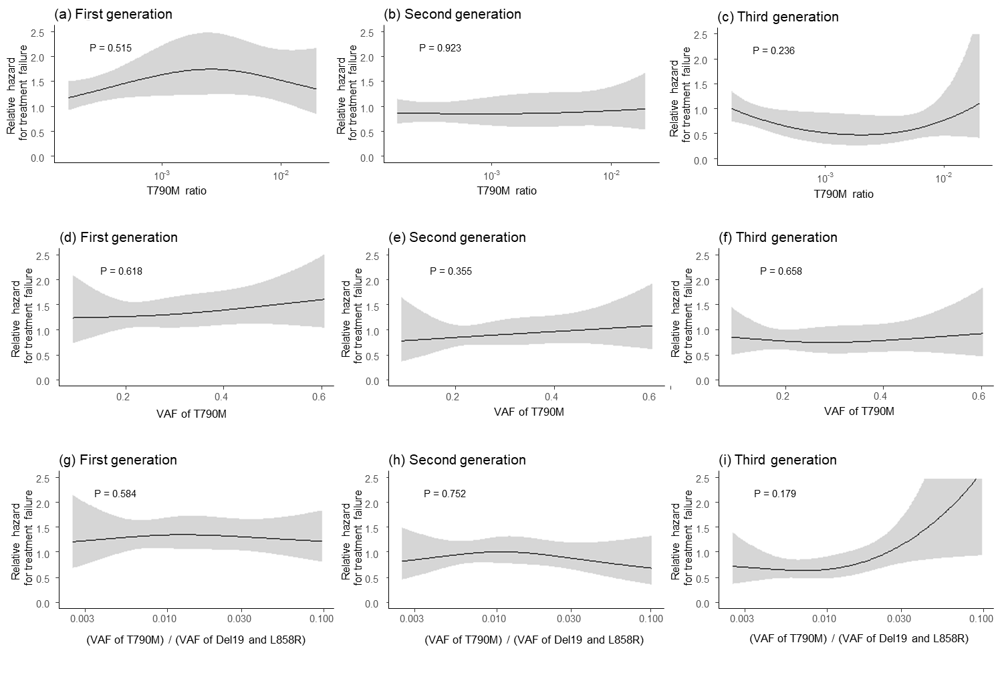 (a) First generation
(b) Second generation
(c) Third generation
Relative hazard
for treatment failure
2.5
2.0
1.5
1.0
0.5
0.0
P = 0.515
10-3
10-2
T790M ratio
Relative hazard
for treatment failure
2.5
2.0
1.5
1.0
0.5
0.0
P = 0.923
10-3
10-2
T790M ratio
Relative hazard
for treatment failure
2.5
2.0
1.5
1.0
0.5
0.0
P = 0.236
10-3
10-2
T790M ratio
(d) First generation
(e) Second generation
(f) Third generation
Relative hazard
for treatment failure
2.5
2.0
1.5
1.0
0.5
0.0
P = 0.618
0.2
0.4
0.6
VAF of T790M
Relative hazard
for treatment failure
2.5
2.0
1.5
1.0
0.5
0.0
P = 0.355
0.2
0.4
0.6
VAF of T790M
Relative hazard
for treatment failure
2.5
2.0
1.5
1.0
0.5
0.0
P = 0.658
0.2
0.4
0.6
VAF of T790M
(g) First generation
(h) Second generation
(i) Third generation
Relative hazard
for treatment failure
2.5
2.0
1.5
1.0
0.5
0.0
P = 0.584
0.003
0.010
0.030
0.100
(VAF of T790M) / (VAF of Del19 and L858R)
Relative hazard
for treatment failure
2.5
2.0
1.5
1.0
0.5
0.0
P = 0.752
0.003
0.010
0.030
0.100
(VAF of T790M) / (VAF of Del19 and L858R)
Relative hazard
for treatment failure
2.5
2.0
1.5
1.0
0.5
0.0
P = 0.179
0.003
0.010
0.030
0.100
(VAF of T790M) / (VAF of Del19 and L858R)